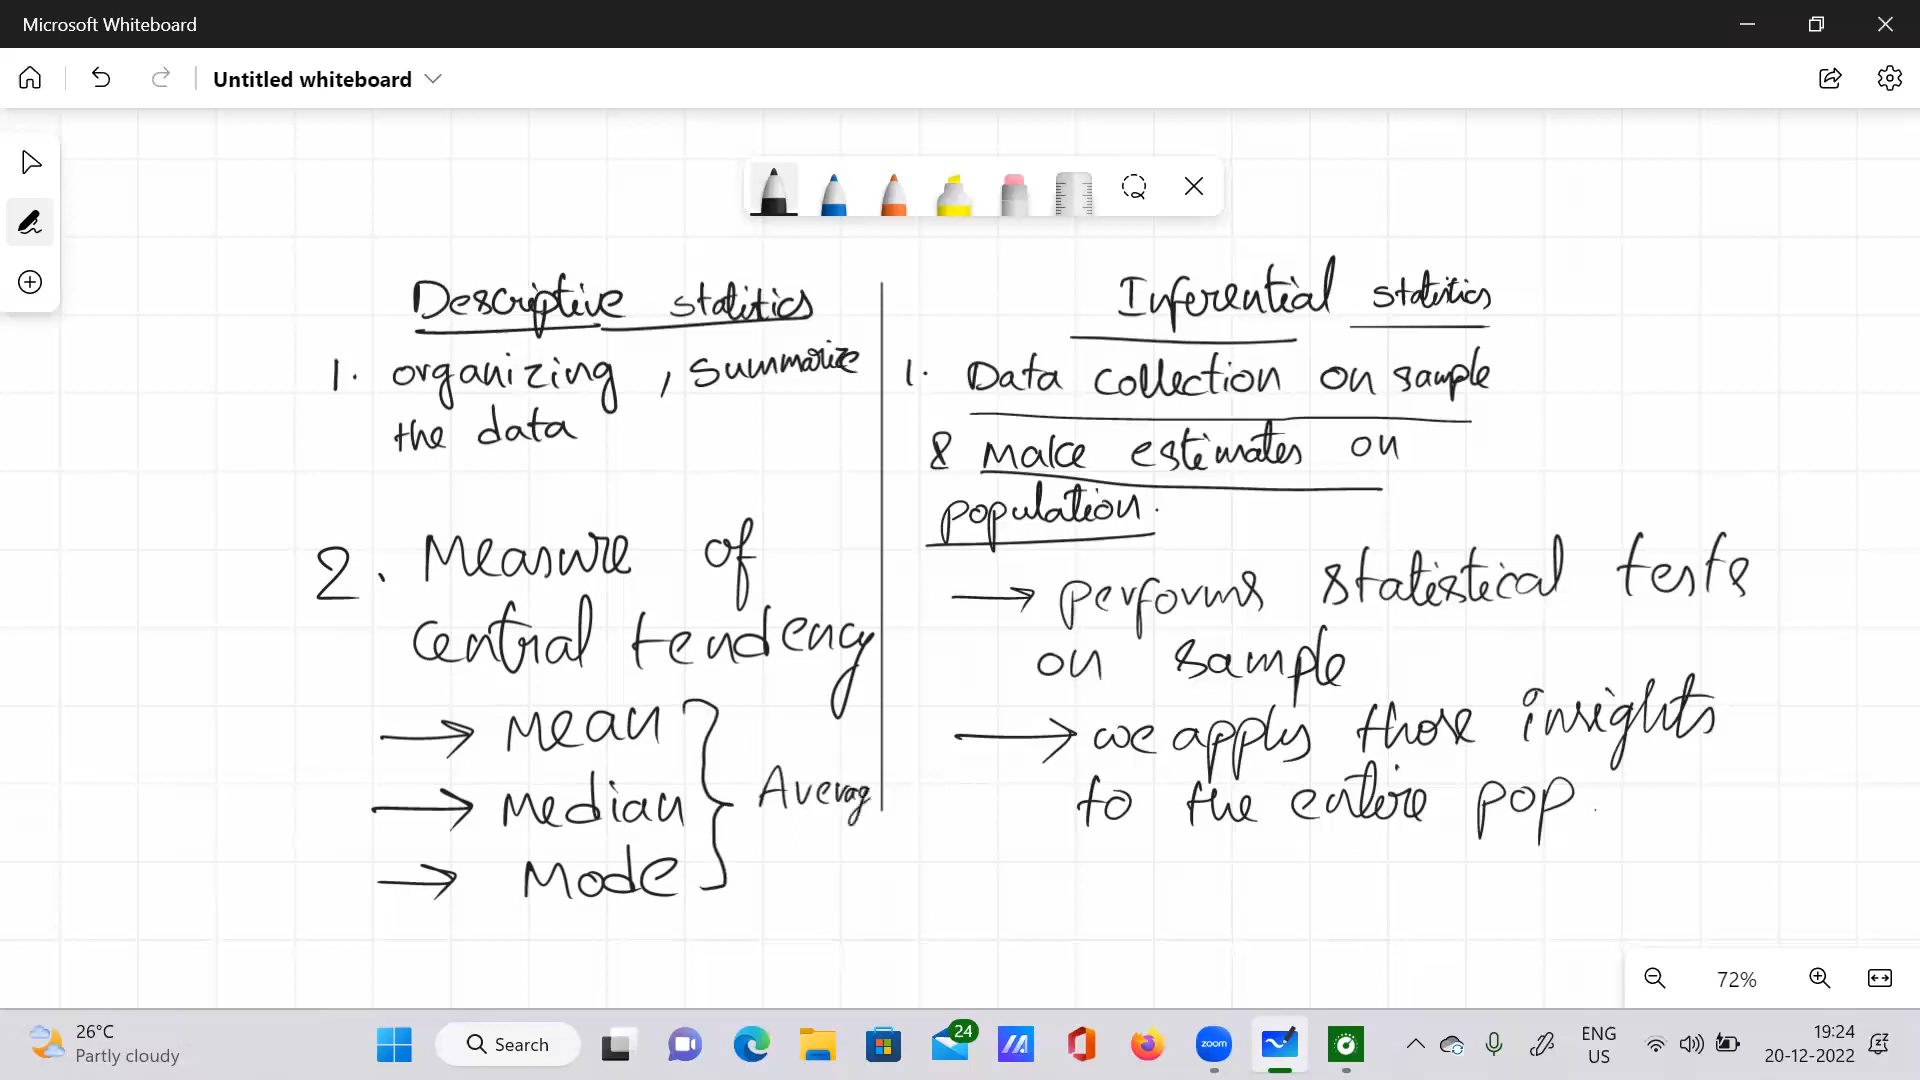 Microsoft Whiteboard
Untitled whiteboard
Descriptive statistics
1. organizing, summarize
the data
2. Measure of
central tendency
→ Mean
→ Median
→ Mode
Averag
Inferential statistics
1. Data collection on sample
& make estimates on
population.
→ performs statistical tests
on sample
→ we apply those insights
to the entire pop.
72%
26°C
Partly cloudy
Search
24
zoom
ENG
US
19:24
20-12-2022